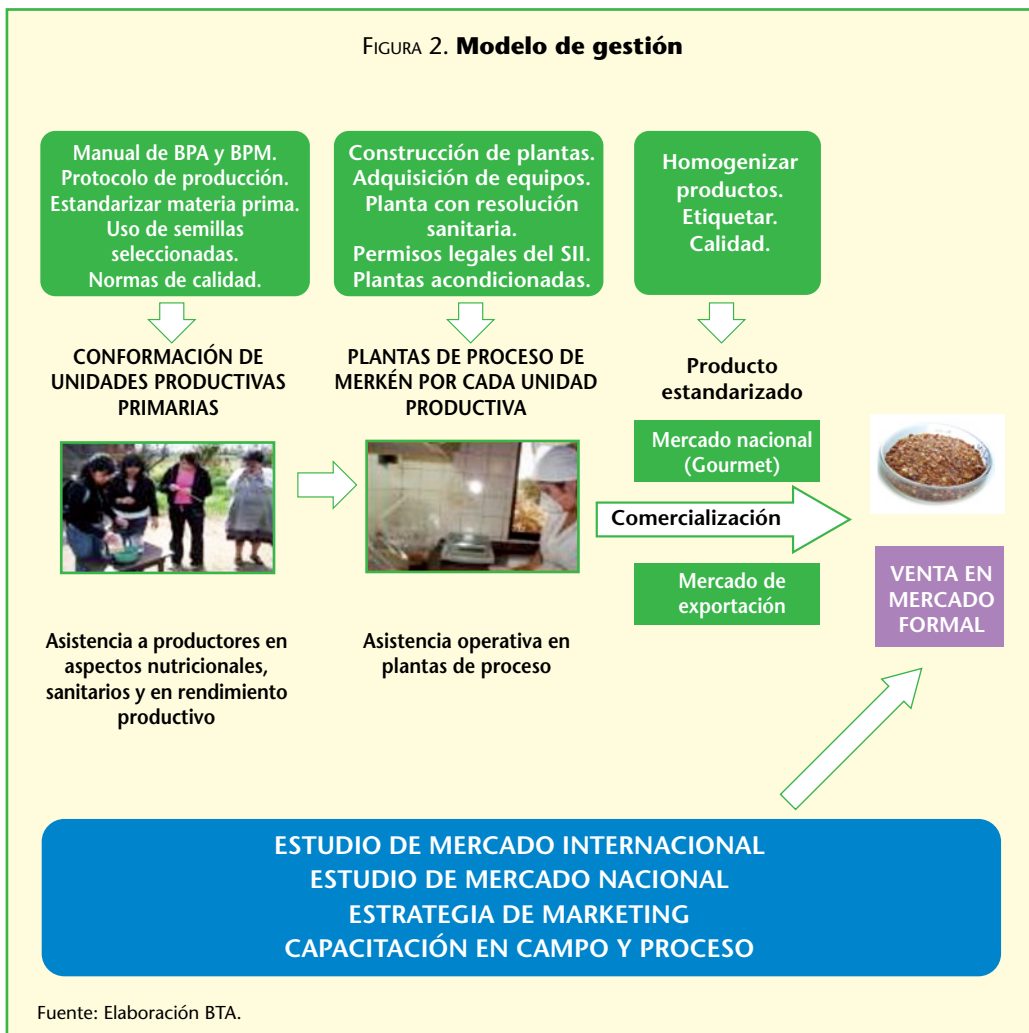 FIGURA 2. Modelo de gestión
Manual de BPA y BPM.
Protocolo de producción.
Estandarizar materia prima.
Uso de semillas
seleccionadas.
Normas de calidad.
Construcción de plantas.
Adquisición de equipos.
Planta con resolución
sanitaria.
Permisos legales del SII.
Plantas acondicionadas.
Homogenizar
productos.
Etiquetar.
Calidad.
CONFORMACIÓN DE
UNIDADES PRODUCTIVAS
PRIMARIAS
PLANTAS DE PROCESO DE
MERKÉN POR CADA UNIDAD
PRODUCTIVA
Producto
estandarizado
Mercado nacional
(Gourmet)
Comercialización
Mercado de
exportación
VENTA EN
MERCADO
FORMAL
Asistencia a productores en
aspectos nutricionales,
sanitarios y en rendimiento
productivo
Asistencia operativa en
plantas de proceso
ESTUDIO DE MERCADO INTERNACIONAL
ESTUDIO DE MERCADO NACIONAL
ESTRATEGIA DE MARKETING
CAPACITACIÓN EN CAMPO Y PROCESO
Fuente: Elaboración BTA.